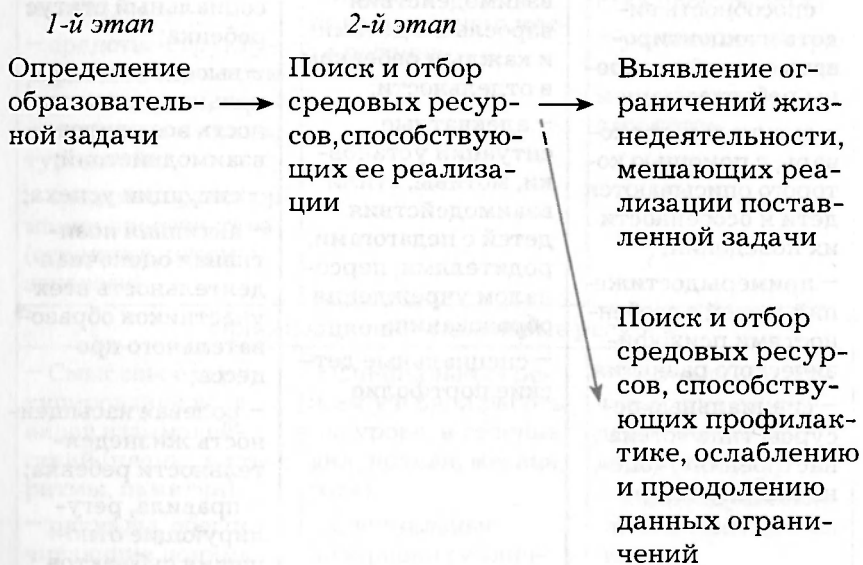 1-й этап
2-й этап
Определение
образователь-
ной задачи
Поиск и отбор
средовых ресур-
сов,способствую-
щих ее реализа-
ции
Выявление ог-
раничений жиз-
недеятельности,
мешающих реа-
лизации постав-
ленной задачи
Поиск и отбор
средовых ресур-
сов, способству-
ющих профилак-
тике, ослаблению
и преодолению
данных ограни-
чений